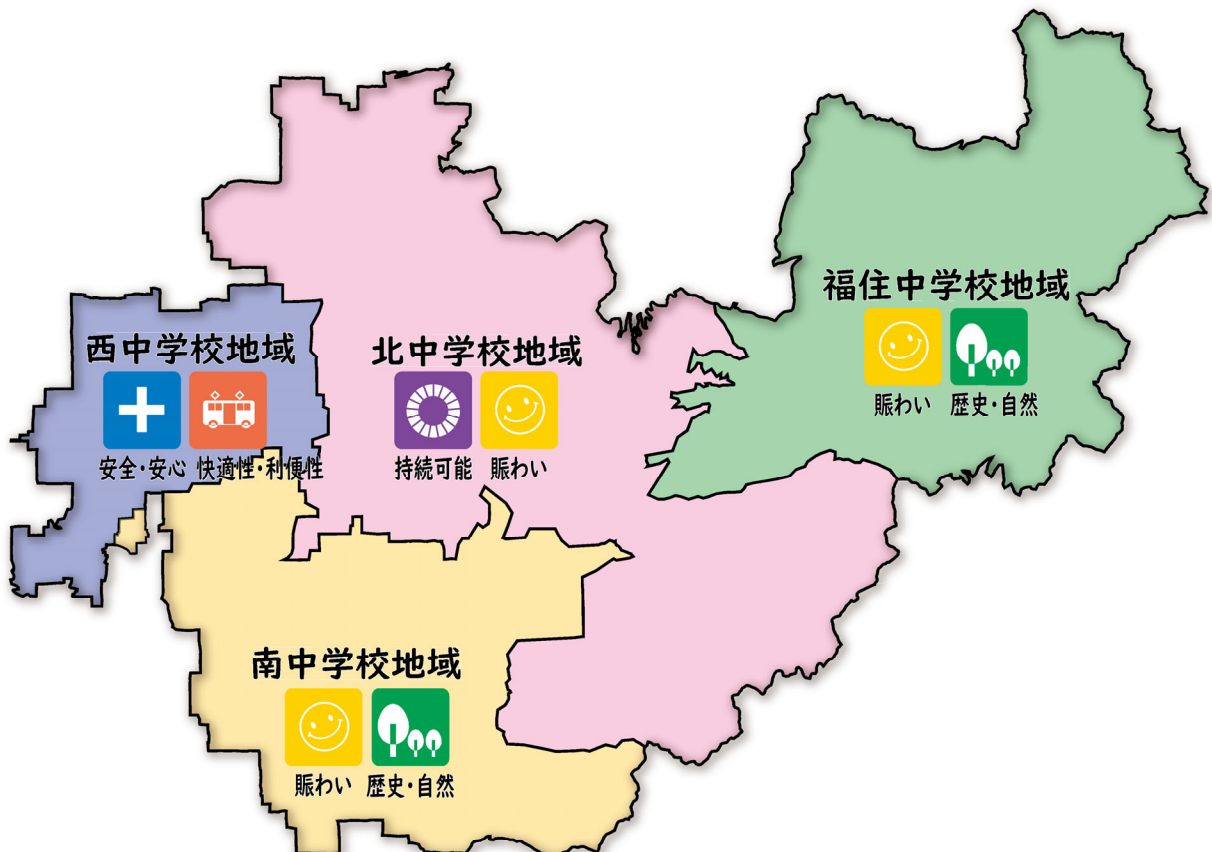 福住中学校地域
賑わい 歴史・自然
西中学校地域
安全・安心 快適性・利便性
北中学校地域
持続可能 賑わい
南中学校地域
賑わい 歴史・自然